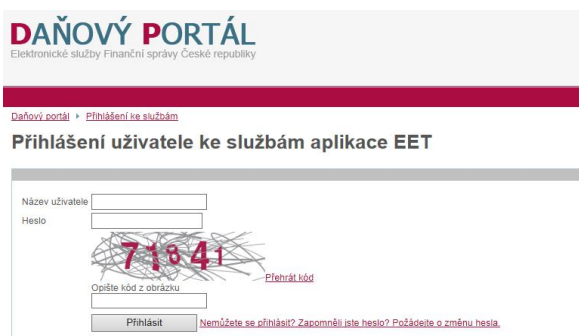 DAŇOVÝ PORTÁL
Elektronické služby Finanční správy České republiky
Daňový portál ▸ Přihlášení ke službám
Přihlášení uživatele ke službám aplikace EET
Název uživatele
Heslo
71841
Přehrát kód
Opište kód z obrázku
Přihlásit Nemůžete se přihlásit? Zapomněli jste heslo? Požádejte o změnu hesla.